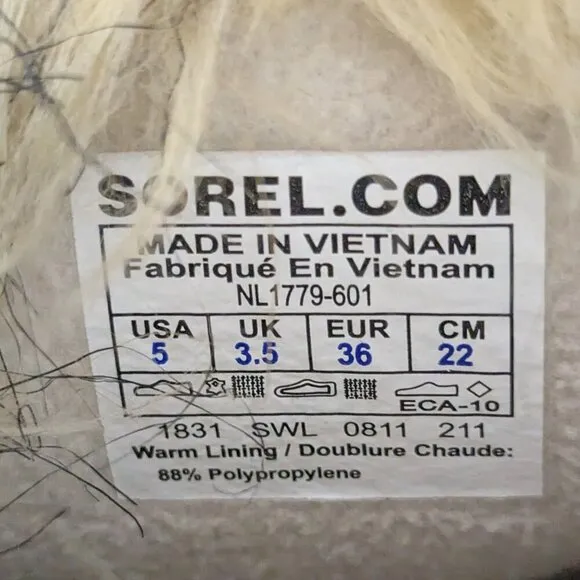 SOREL.COM
MADE IN VIETNAM
Fabriqué En Vietnam
NL1779-601
USA UK EUR CM
5 3.5 36 22
ECA-10
1831 SWL 0811 211
Warm Lining / Doublure Chaude:
88% Polypropylene